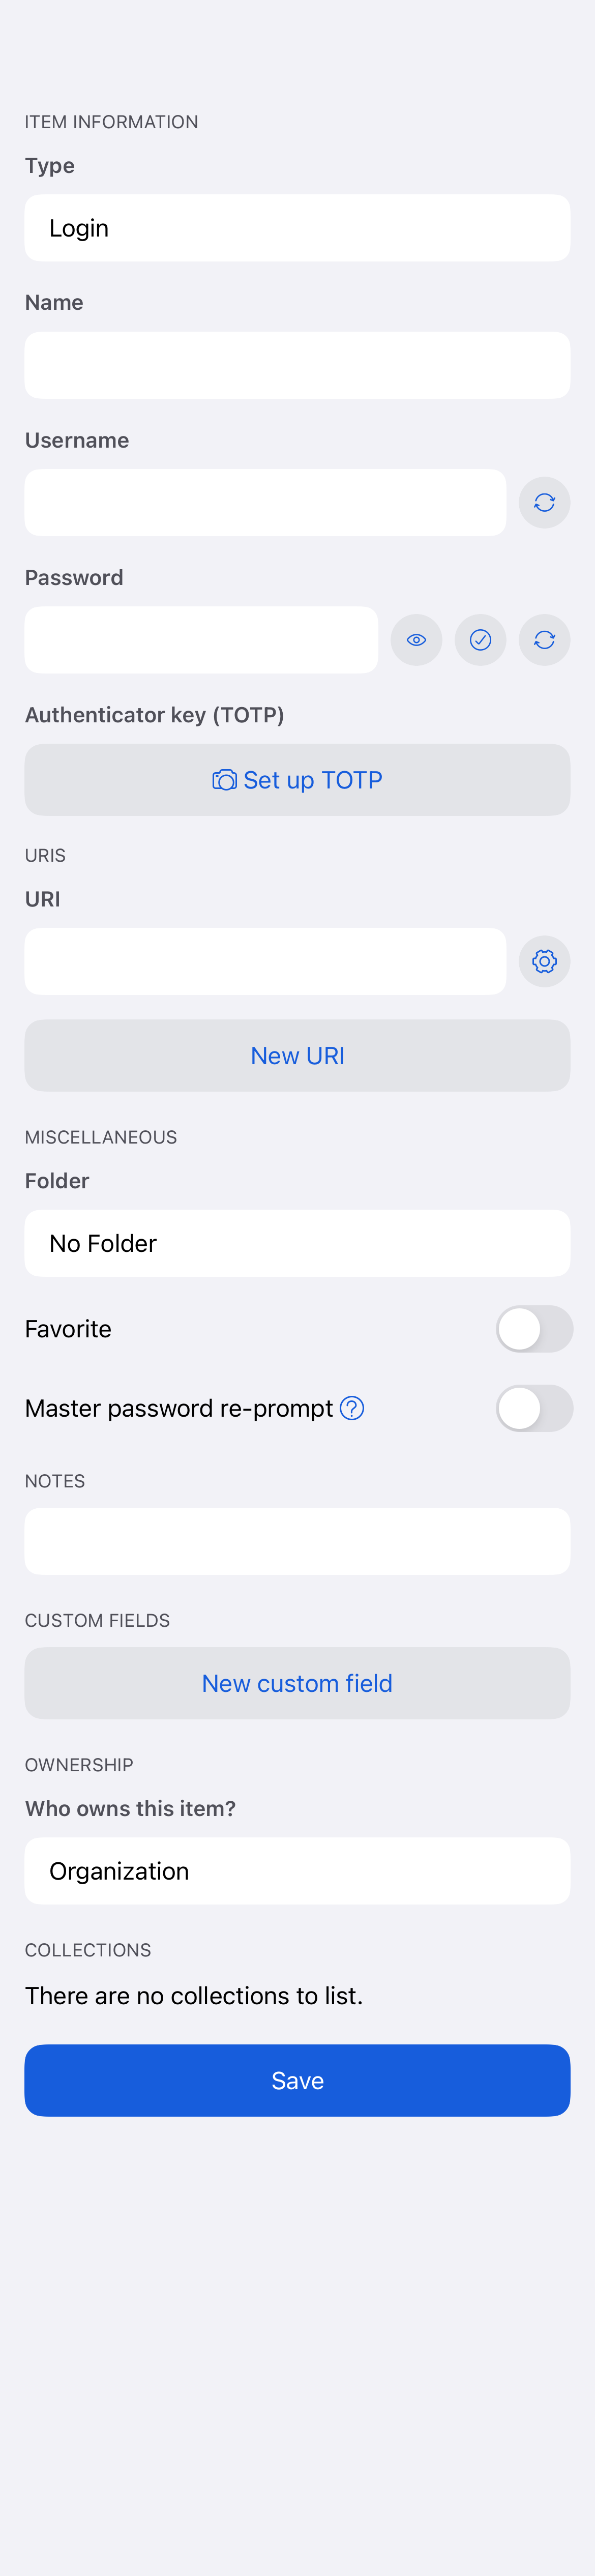 ITEM INFORMATION
Type
Login
Name
Username
Password
Authenticator key (TOTP)
Set up TOTP
URIS
URI
New URI
MISCELLANEOUS
Folder
No Folder
Favorite
Master password re-prompt
NOTES
CUSTOM FIELDS
New custom field
OWNERSHIP
Who owns this item?
Organization
COLLECTIONS
There are no collections to list.
Save